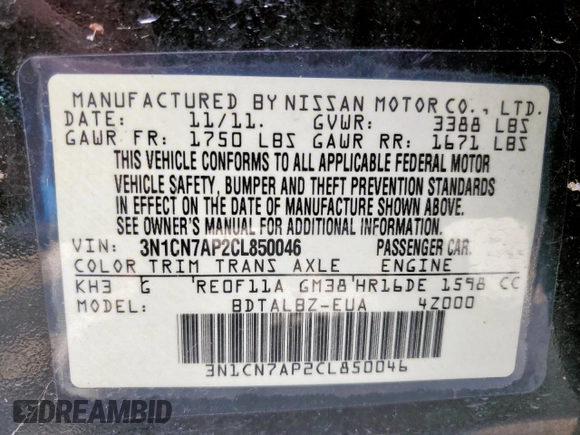 MANUFACTURED BY NISSAN MOTOR CO., LTD.
DATE: 11/11. GVWR: 3388 LBS
GAWR FR: 1750 LBS GAWR RR: 1671 LBS
THIS VEHICLE CONFORMS TO ALL APPLICABLE FEDERAL MOTOR
VEHICLE SAFETY, BUMPER AND THEFT PREVENTION STANDARDS
IN EFFECT ON THE DATE OF MANUFACTURE SHOWN ABOVE.
SEE OWNER'S MANUAL FOR ADDITIONAL INFORMATION.
VIN: 3N1CN7AP2CL850046 PASSENGER CAR.
COLOR TRIM TRANS AXLE ENGINE
KH3 G RE0F11A GM38 HR16DE 1598 CC
MODEL: BDTALBZ-EUA 4Z000
3N1CN7AP2CL850046
DREAMBID